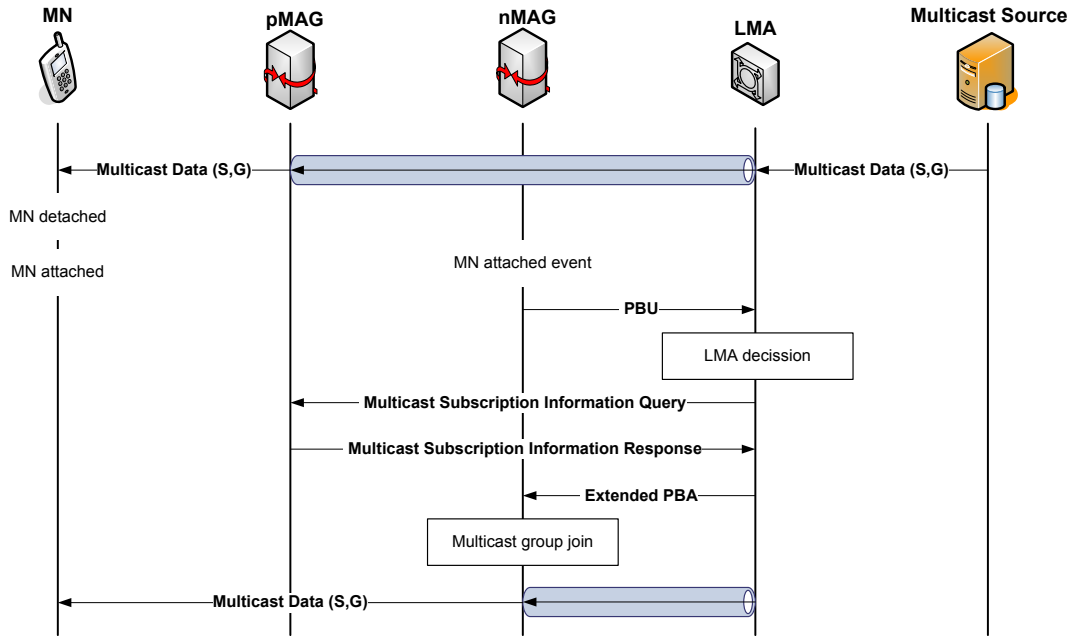 MN
pMAG
nMAG
LMA
Multicast Source
Multicast Data (S,G)
Multicast Data (S,G)
MN detached
MN attached
MN attached event
PBU
LMA decission
Multicast Subscription Information Query
Multicast Subscription Information Response
Extended PBA
Multicast group join
Multicast Data (S,G)